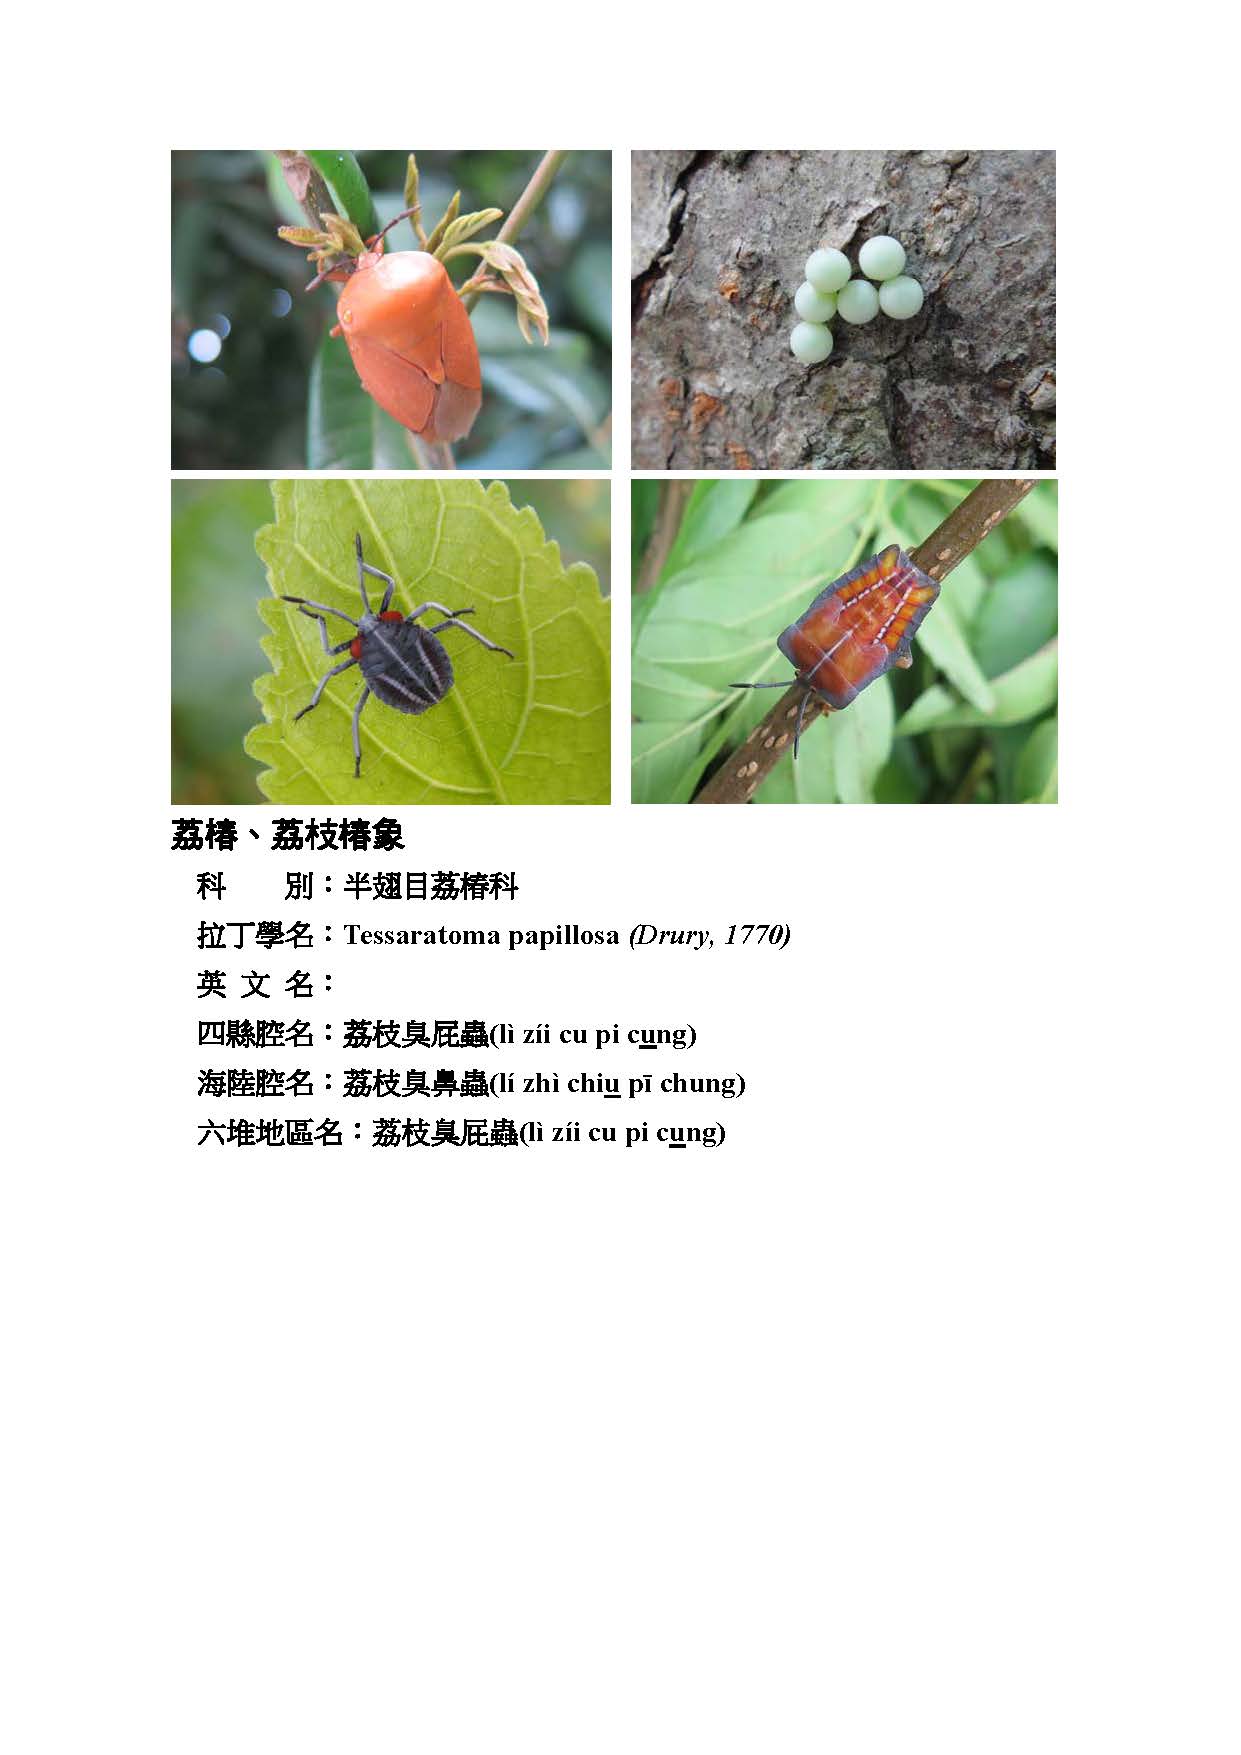 荔椿、荔枝椿象
科　　別：半翅目荔椿科
拉丁學名：Tessaratoma papillosa (Drury, 1770)
英 文 名：
四縣腔名：荔枝臭屁蟲(lì zíi cu pi cung)
海陸腔名：荔枝臭鼻蟲(lí zhì chiu pī chung)
六堆地區名：荔枝臭屁蟲(lì zíi cu pi cung)